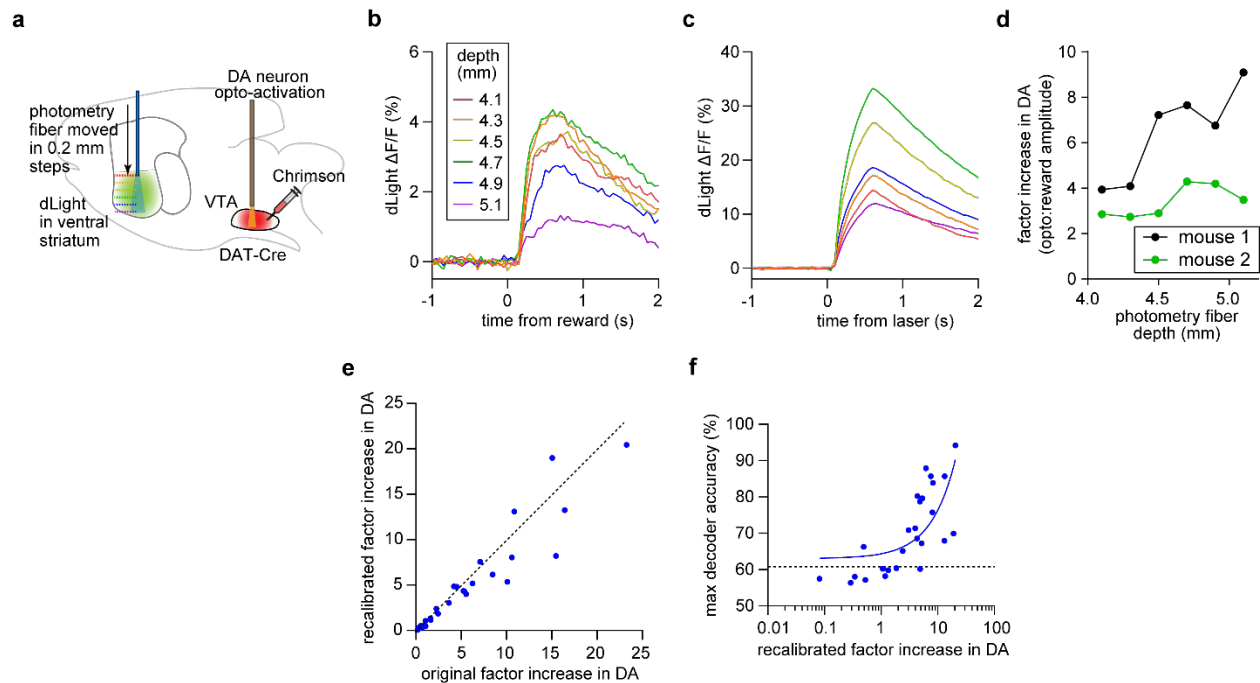 a
photometry
fiber moved
in 0.2 mm
steps
dLight
in ventral
striatum
DA neuron
opto-activation
VTA
Chrimson
DAT-Cre
b
dLight ΔF/F (%)
6
4
2
0
-1
0
1
2
time from reward (s)
depth
(mm)
4.1
4.3
4.5
4.7
4.9
5.1
c
dLight ΔF/F (%)
40
30
20
10
0
-1
0
1
2
time from laser (s)
d
factor increase in DA
(opto:reward amplitude)
10
8
6
4
2
0
mouse 1
mouse 2
4.0
4.5
5.0
photometry fiber
depth (mm)
e
recalibrated factor increase in DA
25
20
15
10
5
0
0
5
10
15
20
25
original factor increase in DA
f
max decoder accuracy (%)
100
90
80
70
60
50
0.01
0.1
1
10
100
recalibrated factor increase in DA